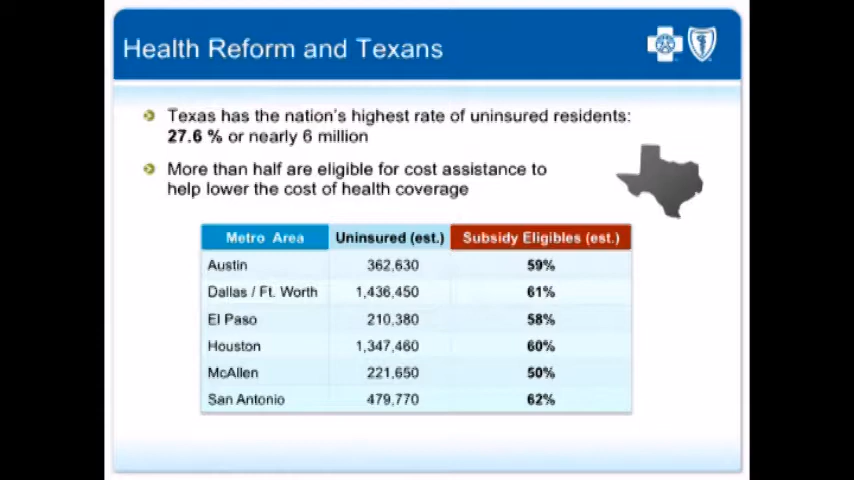 Health Reform and Texans
Texas has the nation's highest rate of uninsured residents:
27.6 % or nearly 6 million
More than half are eligible for cost assistance to
help lower the cost of health coverage
Metro Area Uninsured (est.) Subsidy Eligibles (est.)
Austin 362,630 59%
Dallas / Ft. Worth 1,436,450 61%
El Paso 210,380 58%
Houston 1,347,460 60%
McAllen 221,650 50%
San Antonio 479,770 62%